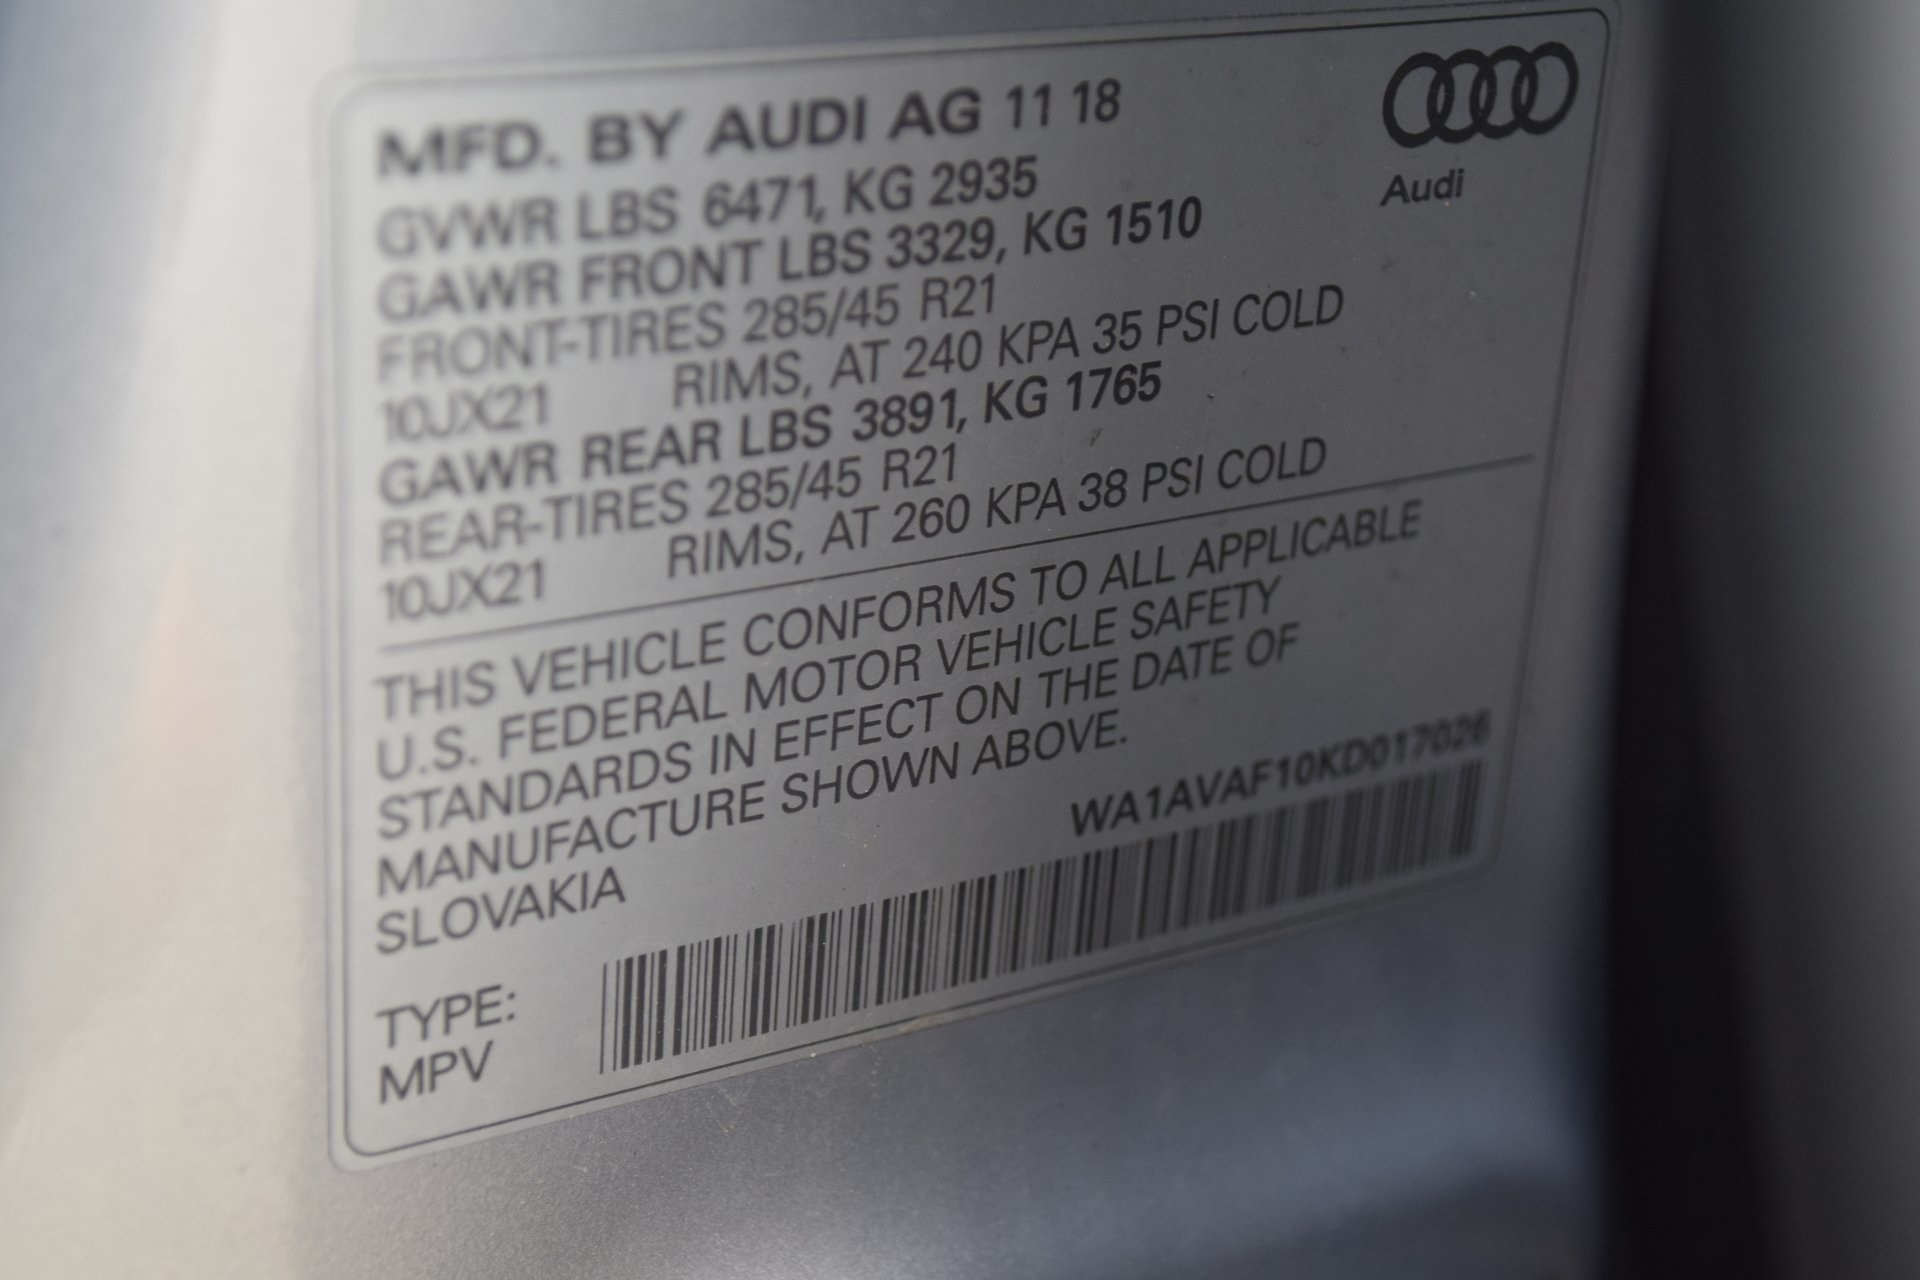 MFD. BY AUDI AG 11 18
GVWR LBS 6471, KG 2935
GAWR FRONT LBS 3329, KG 1510
FRONT-TIRES 285/45 R21
10JX21 RIMS, AT 240 KPA 35 PSI COLD
GAWR REAR LBS 3891, KG 1765
REAR-TIRES 285/45 R21
10JX21 RIMS, AT 260 KPA 38 PSI COLD
Audi
THIS VEHICLE CONFORMS TO ALL APPLICABLE
U.S. FEDERAL MOTOR VEHICLE SAFETY
STANDARDS IN EFFECT ON THE DATE OF
MANUFACTURE SHOWN ABOVE.
SLOVAKIA
WA1AVAF10KD017026
TYPE:
MPV